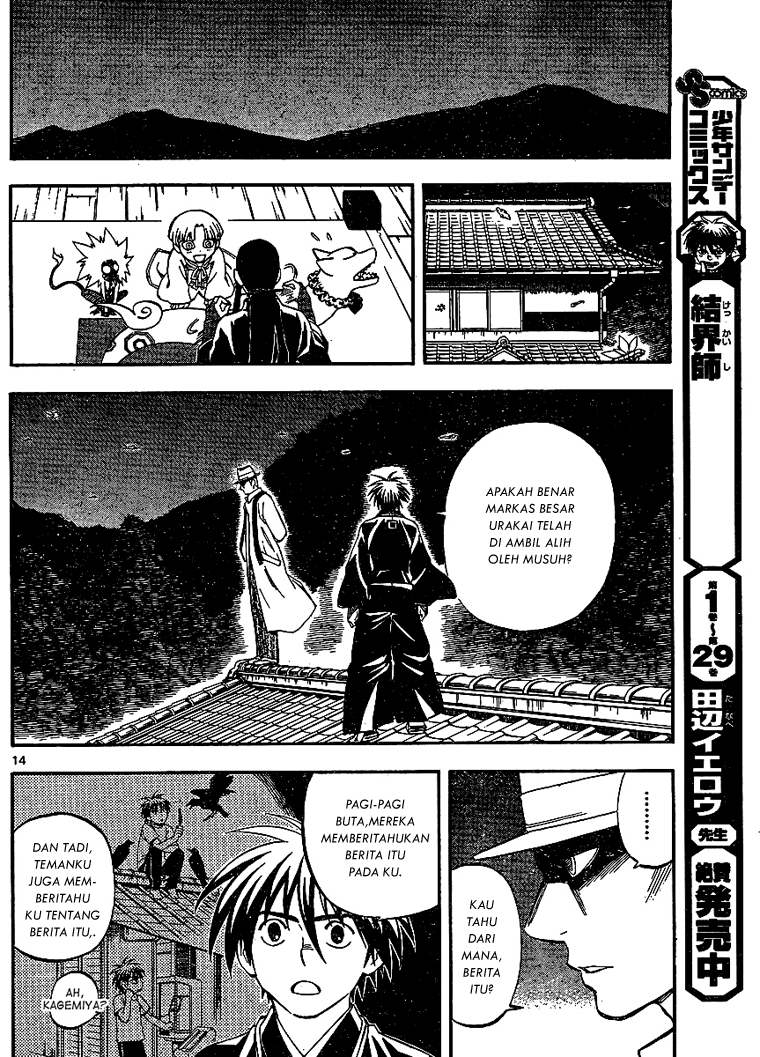 APAKAH BENAR
MARKAS BESAR
URAKAI TELAH
DI AMBIL ALIH
OLEH MUSUH?
14
.........
KAU
TAHU
DARI
MANA,
BERITA
ITU?
PAGI-PAGI
BUTA,MEREKA
MEMBERITAHUKAN
BERITA ITU
PADA KU.
DAN TADI,
TEMANKU
JUGA MEM-
BERITAHU
KU TENTANG
BERITA ITU,.
AH,
KAGEMIYA?
SS comics
少年サンデー
コミックス
結界師
けっかいし
第1巻〜第29巻
田辺イエロウ
先生
絶賛
発売中